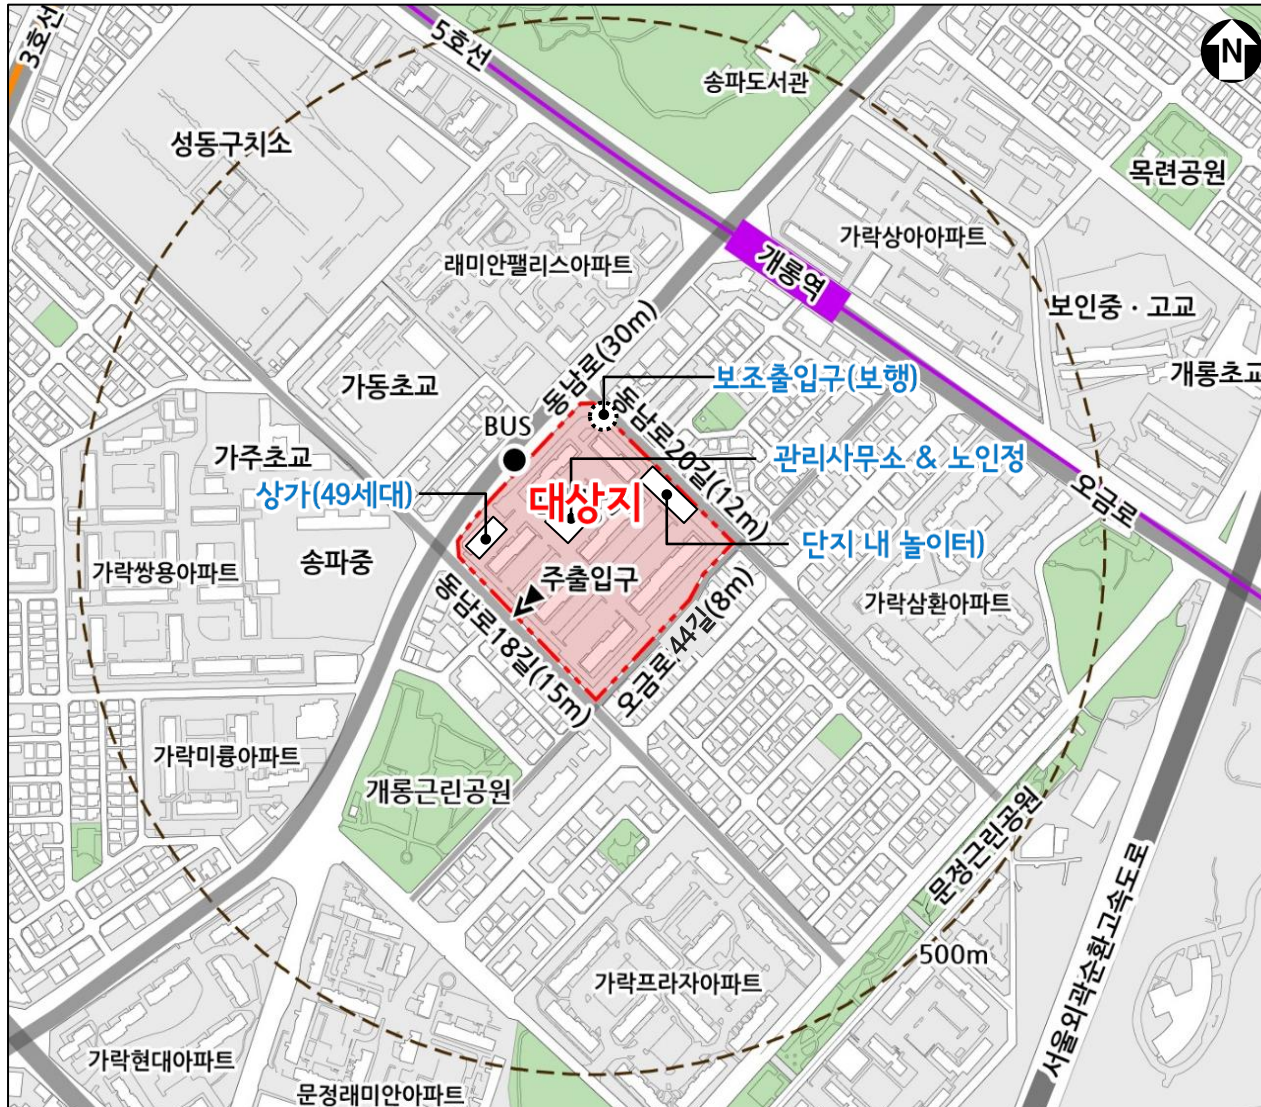 3호선
5호선
N
송파도서관
성동구치소
목련공원
가락상아아파트
래미안팰리스아파트
개롱역
보인중 · 고교
동남로(30m)
개롱초교
가동초교
보조출입구(보행)
동남로20길(12m)
BUS
가주초교
관리사무소 & 노인정
상가(49세대)
대상지
오금로
단지 내 놀이터)
송파중
가락쌍용아파트
주출입구
가락삼환아파트
동남로18길(15m)
오금로44길(8m)
가락미륭아파트
개롱근린공원
문정근린공원
서울외곽순환고속도로
500m
가락프라자아파트
가락현대아파트
문정래미안아파트